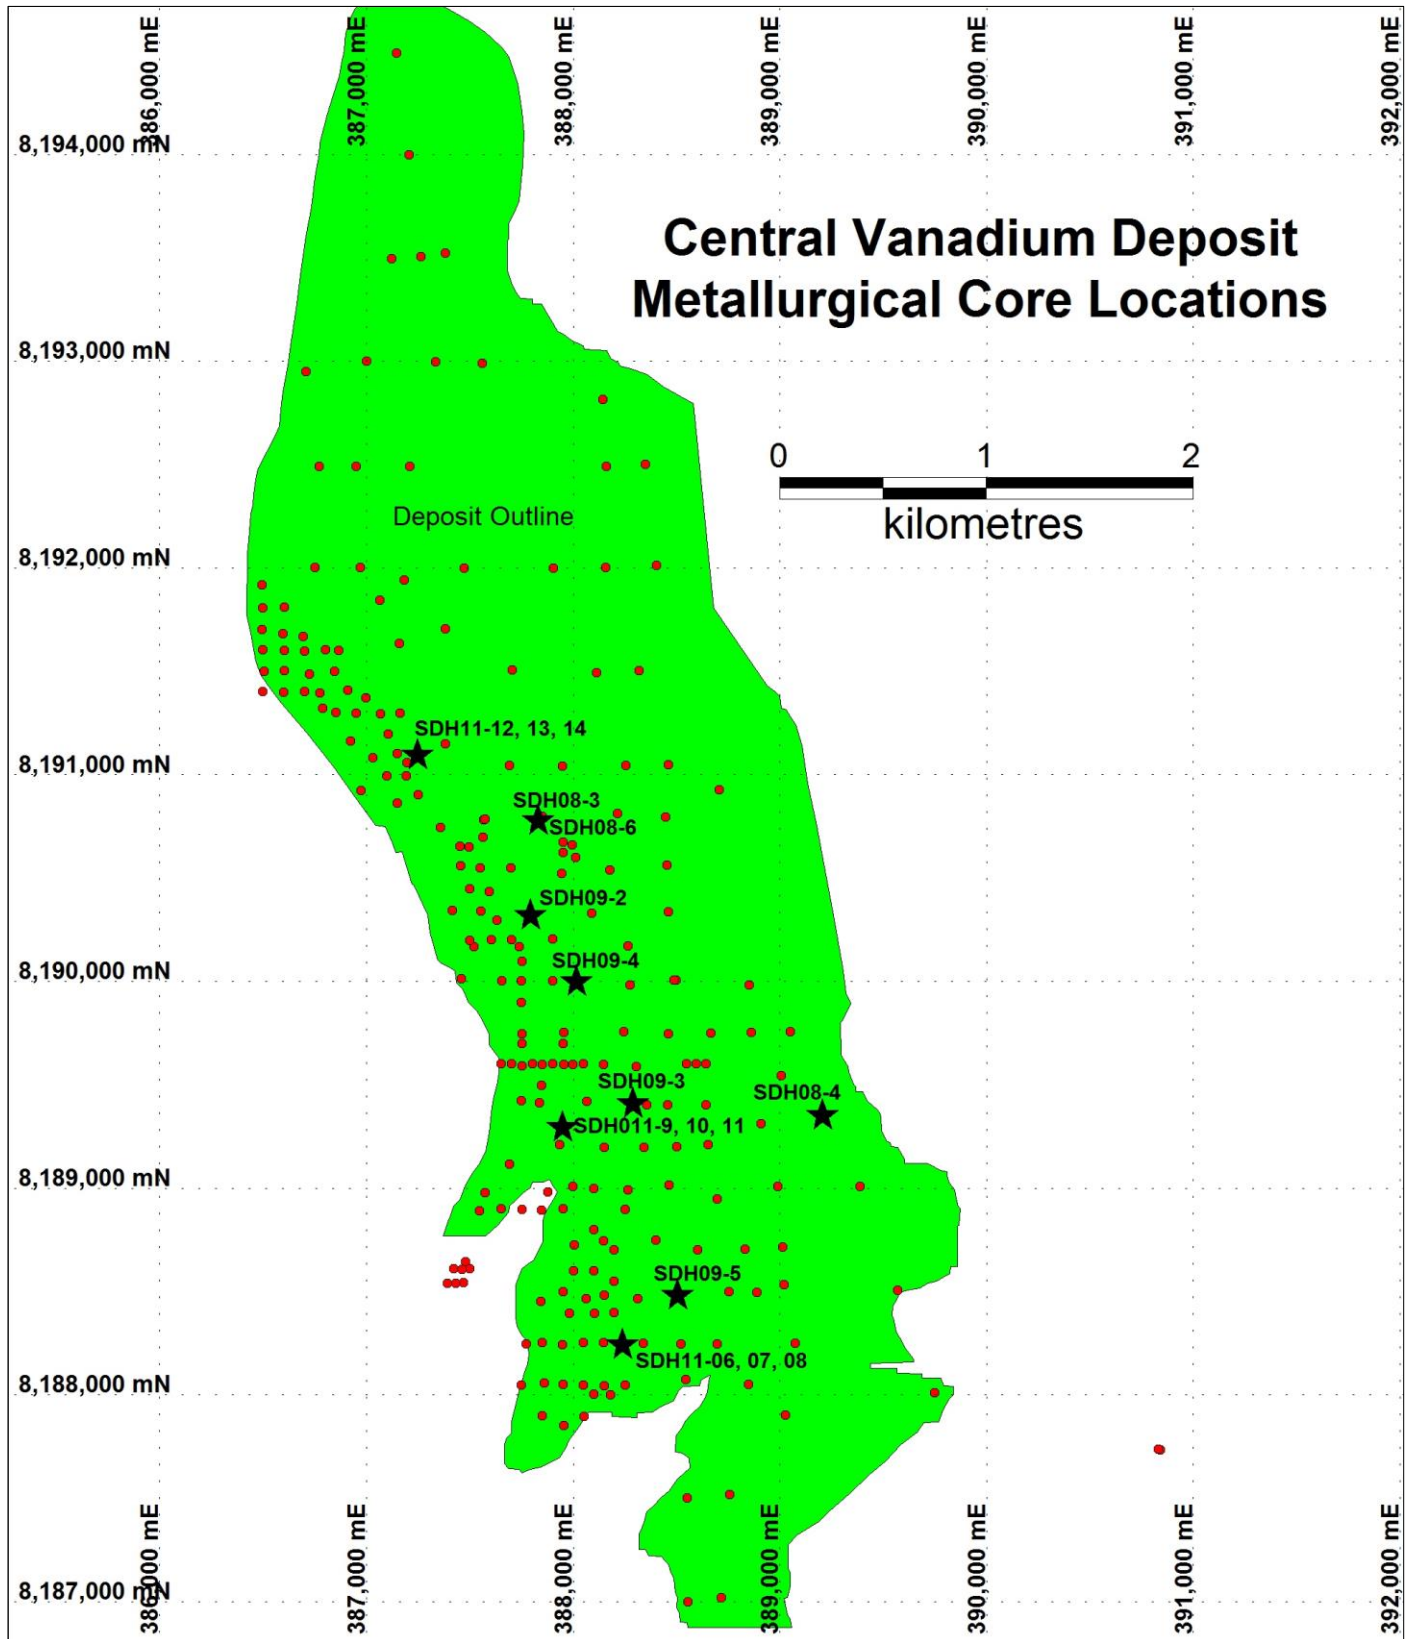 386,000 mE
387,000 mE
388,000 mE
389,000 mE
390,000 mE
391,000 mE
392,000 mE
8,194,000 mN
Central Vanadium Deposit
Metallurgical Core Locations
8,193,000 mN
0 1 2
kilometres
Deposit Outline
8,192,000 mN
SDH11-12, 13, 14
8,191,000 mN
SDH08-3
SDH08-6
SDH09-2
SDH09-4
8,190,000 mN
SDH09-3
SDH08-4
SDH011-9, 10, 11
8,189,000 mN
SDH09-5
SDH11-06, 07, 08
8,188,000 mN
8,187,000 mN
386,000 mE
387,000 mE
388,000 mE
389,000 mE
390,000 mE
391,000 mE
392,000 mE